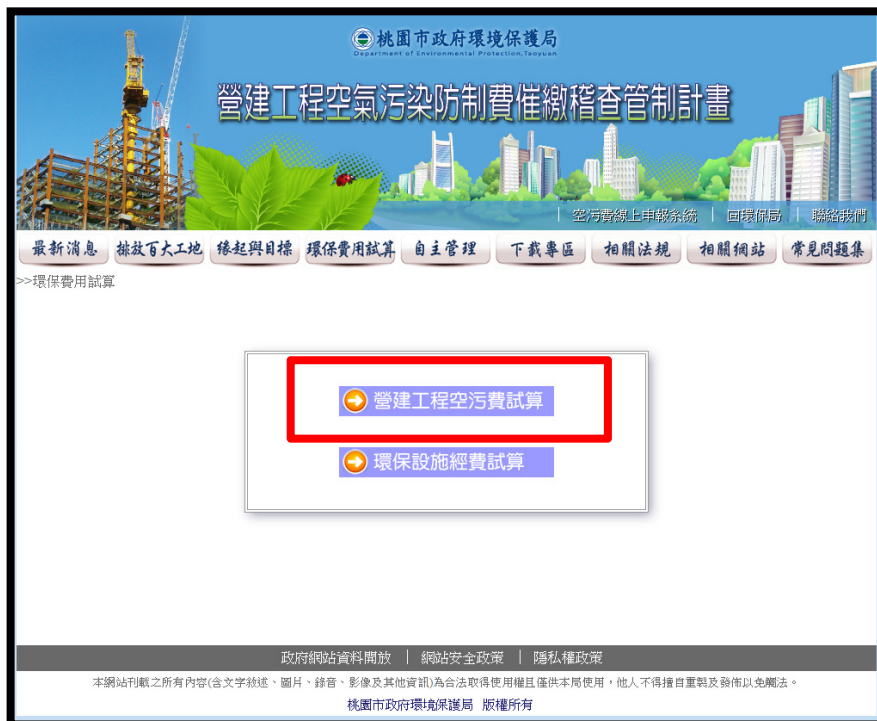 桃園市政府環境保護局
Department of Environmental Protection,Taoyuan
營建工程空氣污染防制費催繳稽查管制計畫
空污費線上申報系統 | 回環保局 | 聯絡我們
最新消息 排放百大工地 緣起與目標 環保費用試算 自主管理 下載專區 相關法規 相關網站 常見問題集
>>環保費用試算
營建工程空污費試算
環保設施經費試算
政府網站資料開放 | 網站安全政策 | 隱私權政策
本網站刊載之所有內容(含文字敘述、圖片、錄音、影像及其他資訊)為合法取得使用權且僅供本局使用，他人不得擅自重製及發佈以免觸法。
桃園市政府環境保護局 版權所有